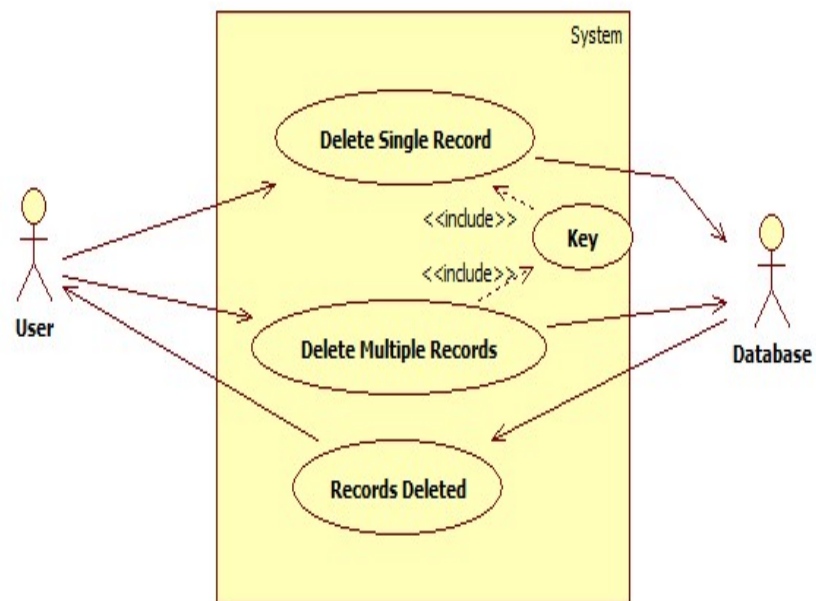 System
Delete Single Record
<<include>>
Key
<<include>>
User
Delete Multiple Records
Database
Records Deleted